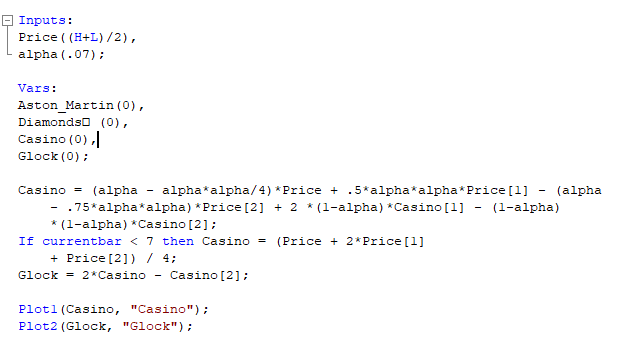 Inputs:
Price((H+L)/2),
alpha(.07);
Vars:
Aston_Martin(0),
Diamonds□ (0),
Casino(0),
Glock(0);
Casino = (alpha - alpha*alpha/4)*Price + .5*alpha*alpha*Price[1] - (alpha
- .75*alpha*alpha)*Price[2] + 2 *(1-alpha)*Casino[1] - (1-alpha)
*(1-alpha)*Casino[2];
If currentbar < 7 then Casino = (Price + 2*Price[1]
+ Price[2]) / 4;
Glock = 2*Casino - Casino[2];
Plot1(Casino, "Casino");
Plot2(Glock, "Glock");